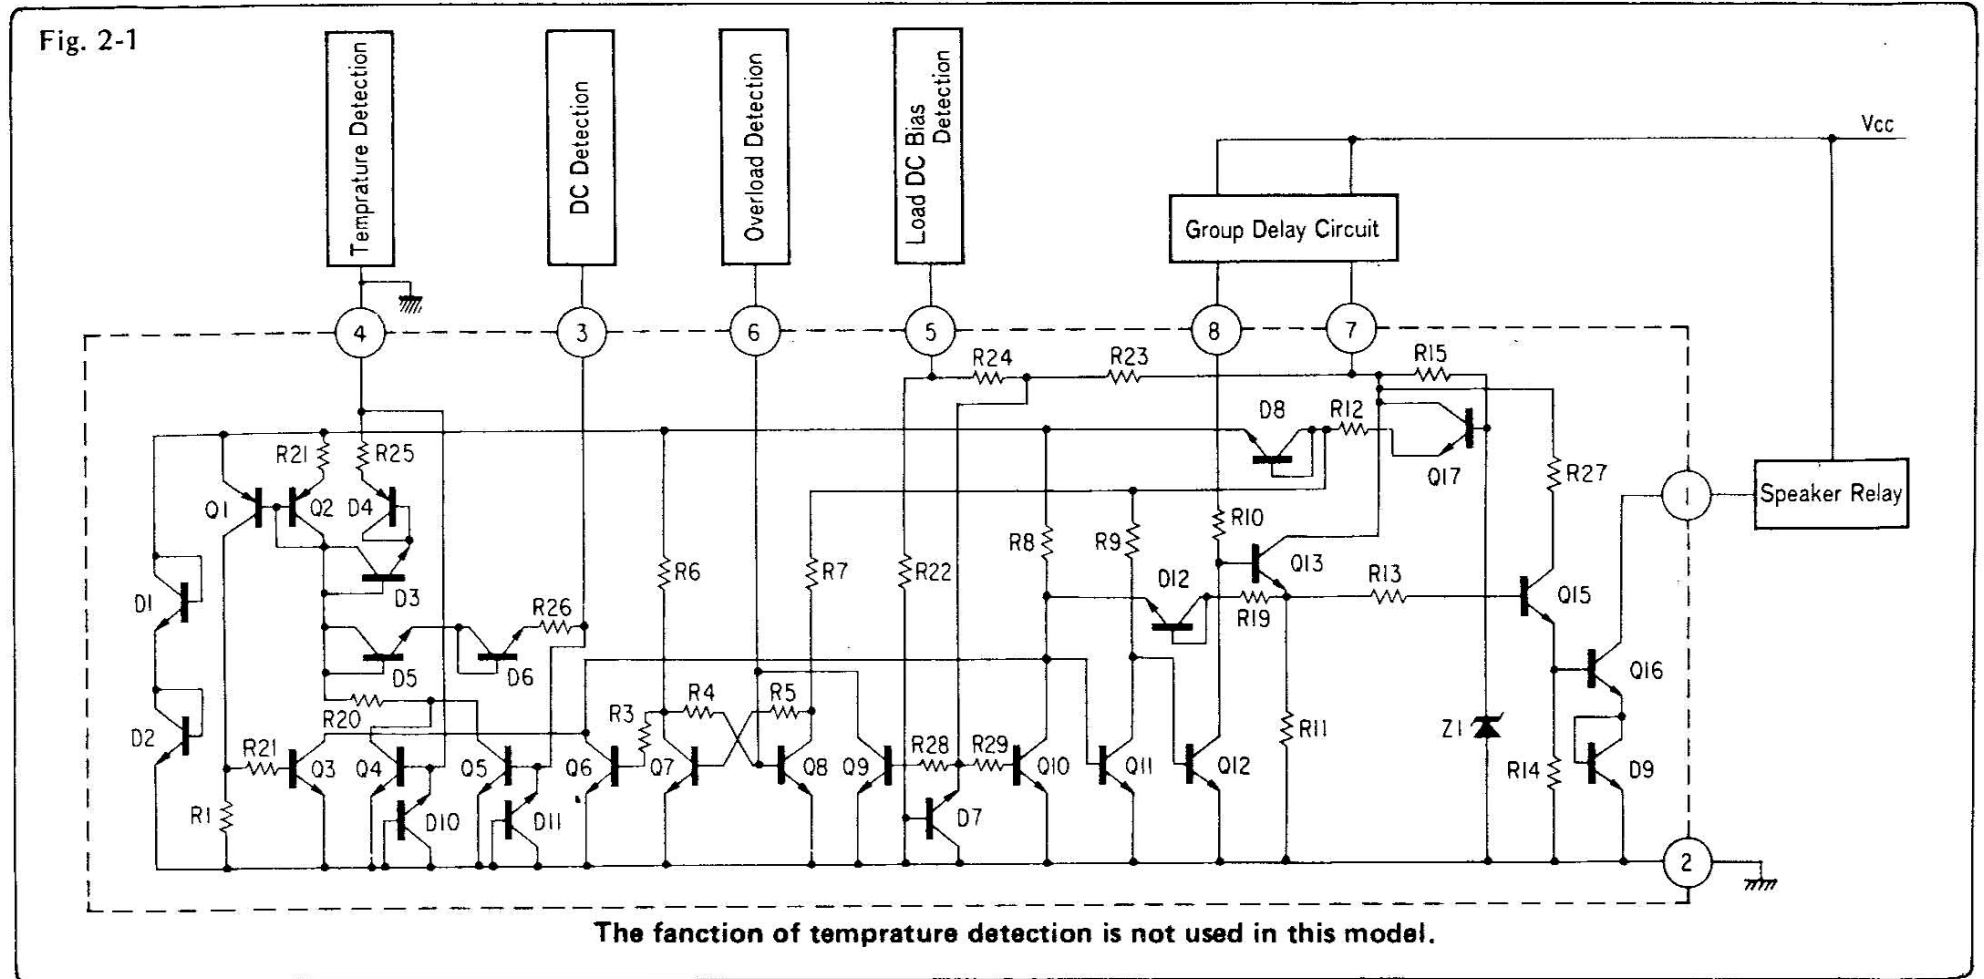 Fig. 2-1
Temprature Detection
DC Detection
Overload Detection
Load DC Bias
Detection
Vcc
Group Delay Circuit
4
3
6
5
8
7
R24
R23
R15
D8
R12
R21
R25
Q17
R27
Q1
Q2
D4
1
Speaker Relay
R10
R8
R9
Q13
R6
R7
R22
D12
R13
D1
D3
R26
R19
Q15
D5
D6
Q16
R20
R4
R5
R3
R11
Z1
D2
R21
Q3
Q4
Q5
Q6
Q7
Q8
Q9
R28
R29
Q10
Q11
Q12
R14
D9
R1
D10
D11
D7
2
The fanction of temprature detection is not used in this model.